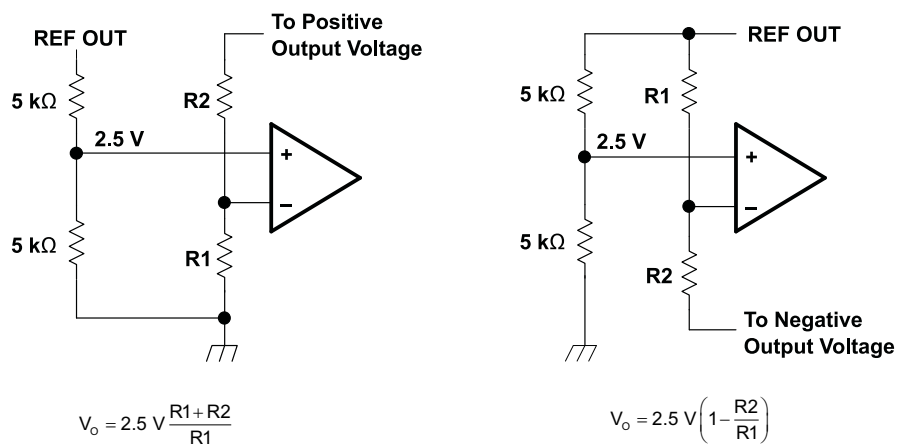 REF OUT
5 kΩ
2.5 V
5 kΩ
To Positive
Output Voltage
R2
+
−
R1
V_O = 2.5 V (R1 + R2)/R1
REF OUT
5 kΩ
R1
2.5 V
+
−
5 kΩ
R2
To Negative
Output Voltage
V_O = 2.5 V (1 − R2/R1)